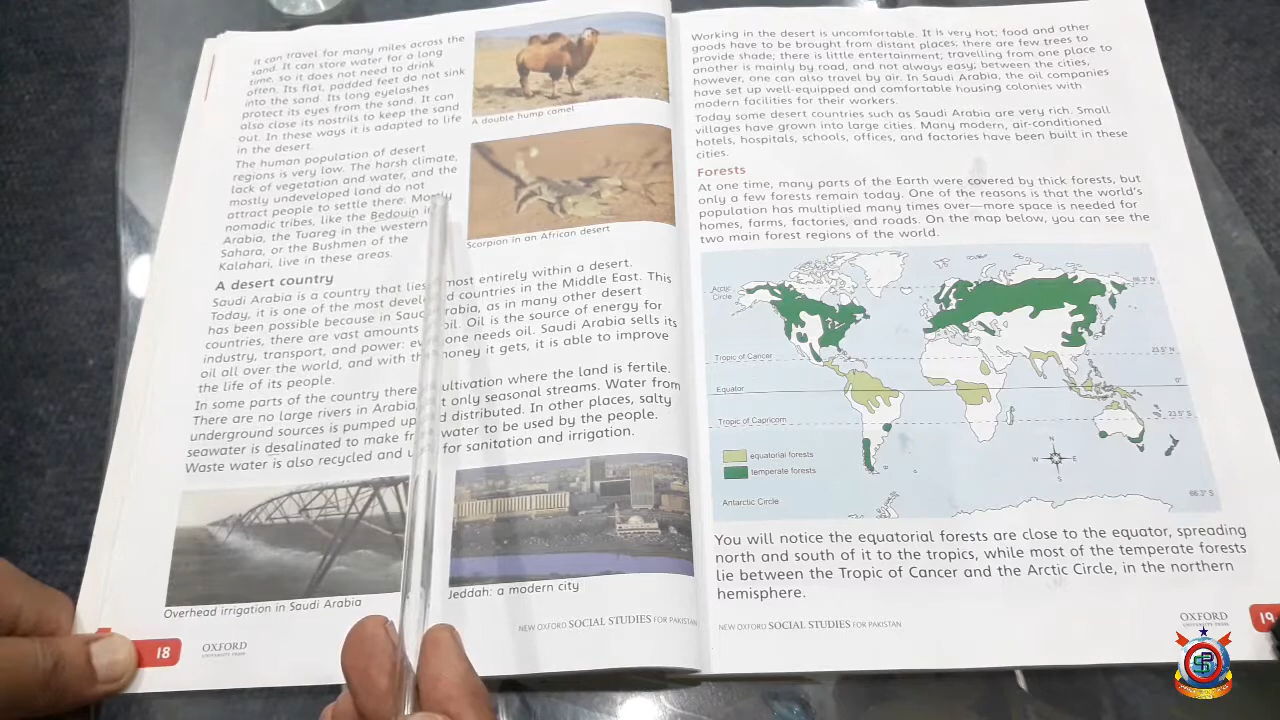 it can travel for many miles across the
sand. It can store water for a long
time, so it does not need to drink
often. Its flat, padded feet do not sink
into the sand. Its long eyelashes
protect its eyes from the sand. It can
also close its nostrils to keep the sand
out. In these ways it is adapted to life
in the desert.
The human population of desert
regions is very low. The harsh climate,
lack of vegetation and water, and the
mostly undeveloped land do not
attract people to settle there. Mostly
nomadic tribes, like the Bedouin in
Arabia, the Tuareg in the western
Sahara, or the Bushmen of the
Kalahari, live in these areas.
A double hump camel
Scorpion in an African desert
A desert country
Saudi Arabia is a country that lies most entirely within a desert.
Today, it is one of the most devel d countries in the Middle East. This
has been possible because in Saud rabia, as in many other desert
countries, there are vast amounts oil. Oil is the source of energy for
industry, transport, and power: ev one needs oil. Saudi Arabia sells its
oil all over the world, and with th money it gets, it is able to improve
the life of its people.
In some parts of the country there ultivation where the land is fertile.
There are no large rivers in Arabia, t only seasonal streams. Water from
underground sources is pumped up d distributed. In other places, salty
seawater is desalinated to make fr water to be used by the people.
Waste water is also recycled and u for sanitation and irrigation.
Overhead irrigation in Saudi Arabia
Jeddah: a modern city
18
OXFORD
UNIVERSITY PRESS
NEW OXFORD SOCIAL STUDIES FOR PAKISTAN
Working in the desert is uncomfortable. It is very hot; food and other
goods have to be brought from distant places; there are few trees to
provide shade; there is little entertainment; travelling from one place to
another is mainly by road, and not always easy; between the cities,
however, one can also travel by air. In Saudi Arabia, the oil companies
have set up well-equipped and comfortable housing colonies with
modern facilities for their workers.
Today some desert countries such as Saudi Arabia are very rich. Small
villages have grown into large cities. Many modern, air-conditioned
hotels, hospitals, schools, offices, and factories have been built in these
cities.
Forests
At one time, many parts of the Earth were covered by thick forests, but
only a few forests remain today. One of the reasons is that the world's
population has multiplied many times over—more space is needed for
homes, farms, factories, and roads. On the map below, you can see the
two main forest regions of the world.
Arctic
Circle
66.3° N
Tropic of Cancer
23.5° N
Equator
0°
Tropic of Capricorn
23.5° S
equatorial forests
temperate forests
N
W E
S
Antarctic Circle
66.3° S
You will notice the equatorial forests are close to the equator, spreading
north and south of it to the tropics, while most of the temperate forests
lie between the Tropic of Cancer and the Arctic Circle, in the northern
hemisphere.
NEW OXFORD SOCIAL STUDIES FOR PAKISTAN
OXFORD
UNIVERSITY PRESS
19